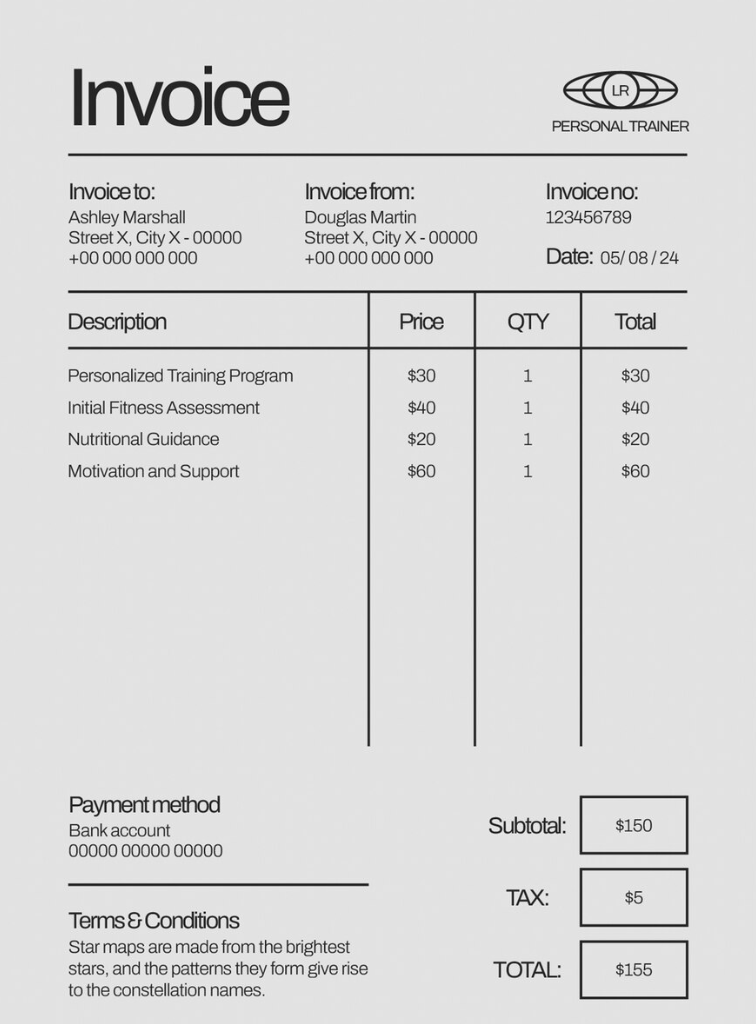 Invoice
LR
PERSONAL TRAINER
Invoice to:
Ashley Marshall
Street X, City X - 00000
+00 000 000 000
Invoice from:
Douglas Martin
Street X, City X - 00000
+00 000 000 000
Invoice no:
123456789
Date: 05/ 08 / 24
Description Price QTY Total
Personalized Training Program $30 1 $30
Initial Fitness Assessment $40 1 $40
Nutritional Guidance $20 1 $20
Motivation and Support $60 1 $60
Payment method
Bank account
00000 00000 00000
Terms & Conditions
Star maps are made from the brightest
stars, and the patterns they form give rise
to the constellation names.
Subtotal: $150
TAX: $5
TOTAL: $155